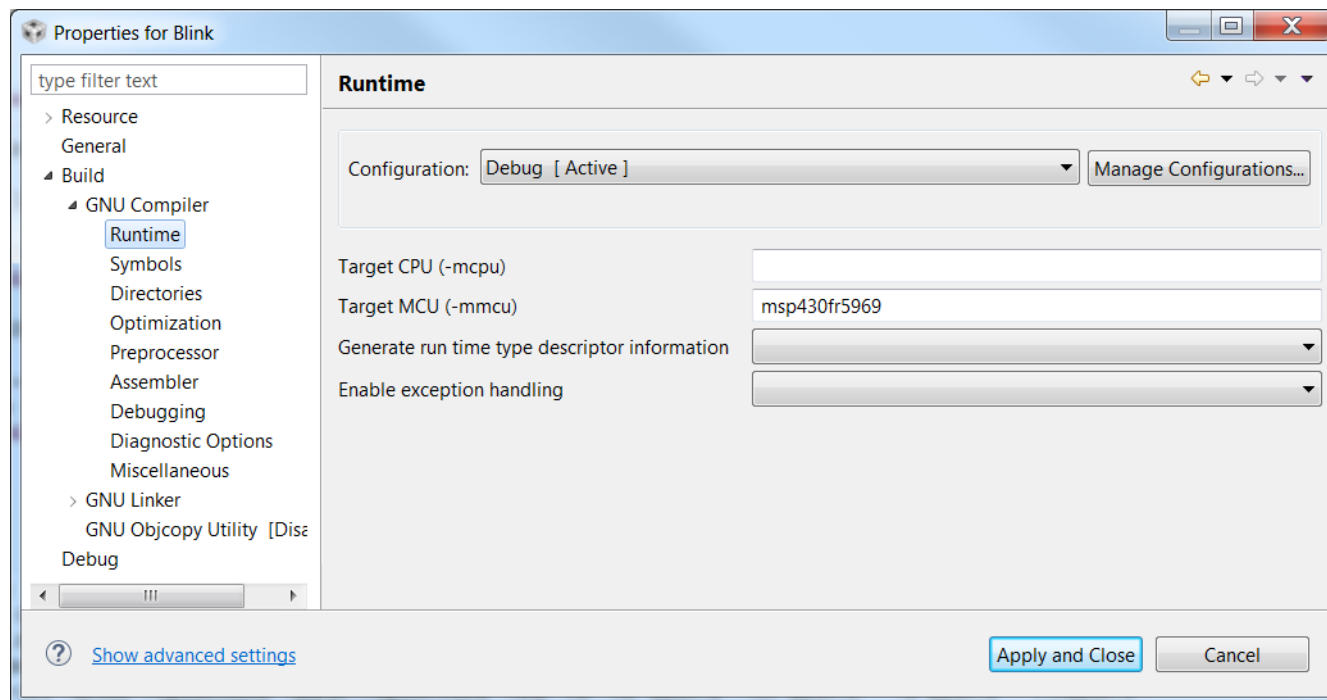 Properties for Blink
type filter text
Resource
General
Build
GNU Compiler
Runtime
Symbols
Directories
Optimization
Preprocessor
Assembler
Debugging
Diagnostic Options
Miscellaneous
GNU Linker
GNU Objcopy Utility [Disa
Debug
Runtime
Configuration: Debug [ Active ] Manage Configurations...
Target CPU (-mcpu)
Target MCU (-mmcu) msp430fr5969
Generate run time type descriptor information
Enable exception handling
Show advanced settings
Apply and Close Cancel